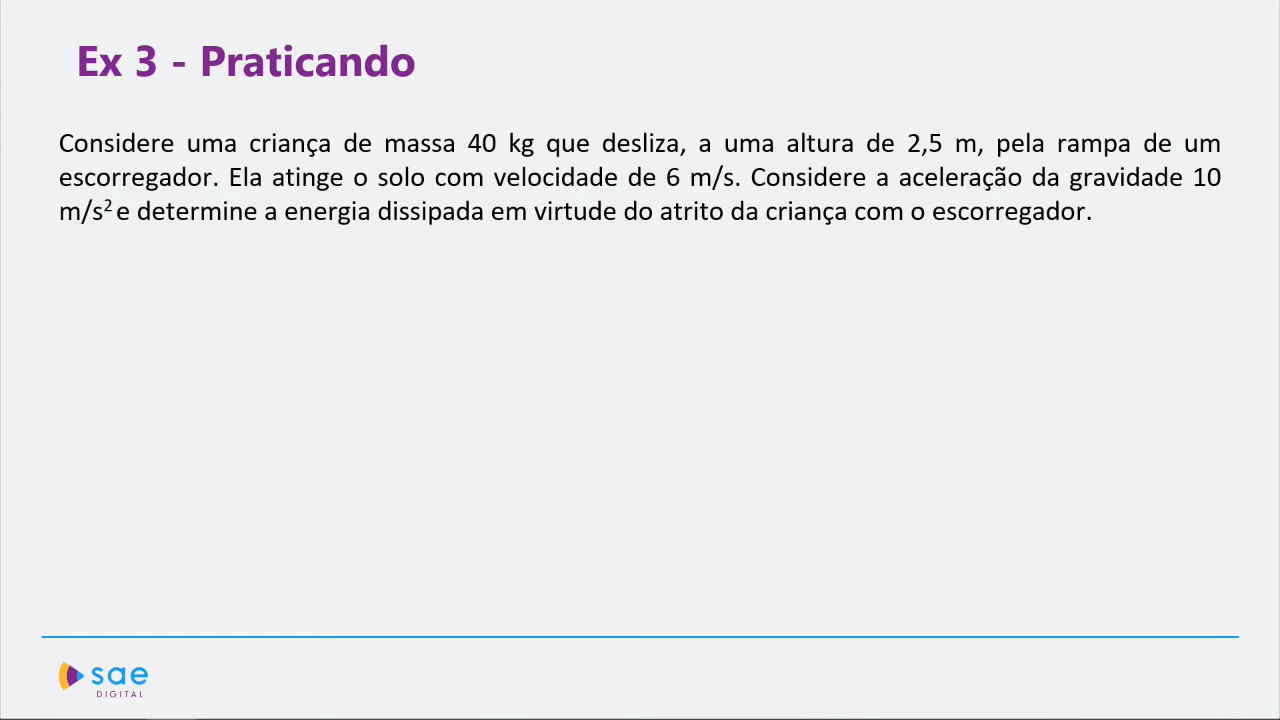 Ex 3 - Praticando
Considere uma criança de massa 40 kg que desliza, a uma altura de 2,5 m, pela rampa de um
escorregador. Ela atinge o solo com velocidade de 6 m/s. Considere a aceleração da gravidade 10
m/s² e determine a energia dissipada em virtude do atrito da criança com o escorregador.
sae
DIGITAL